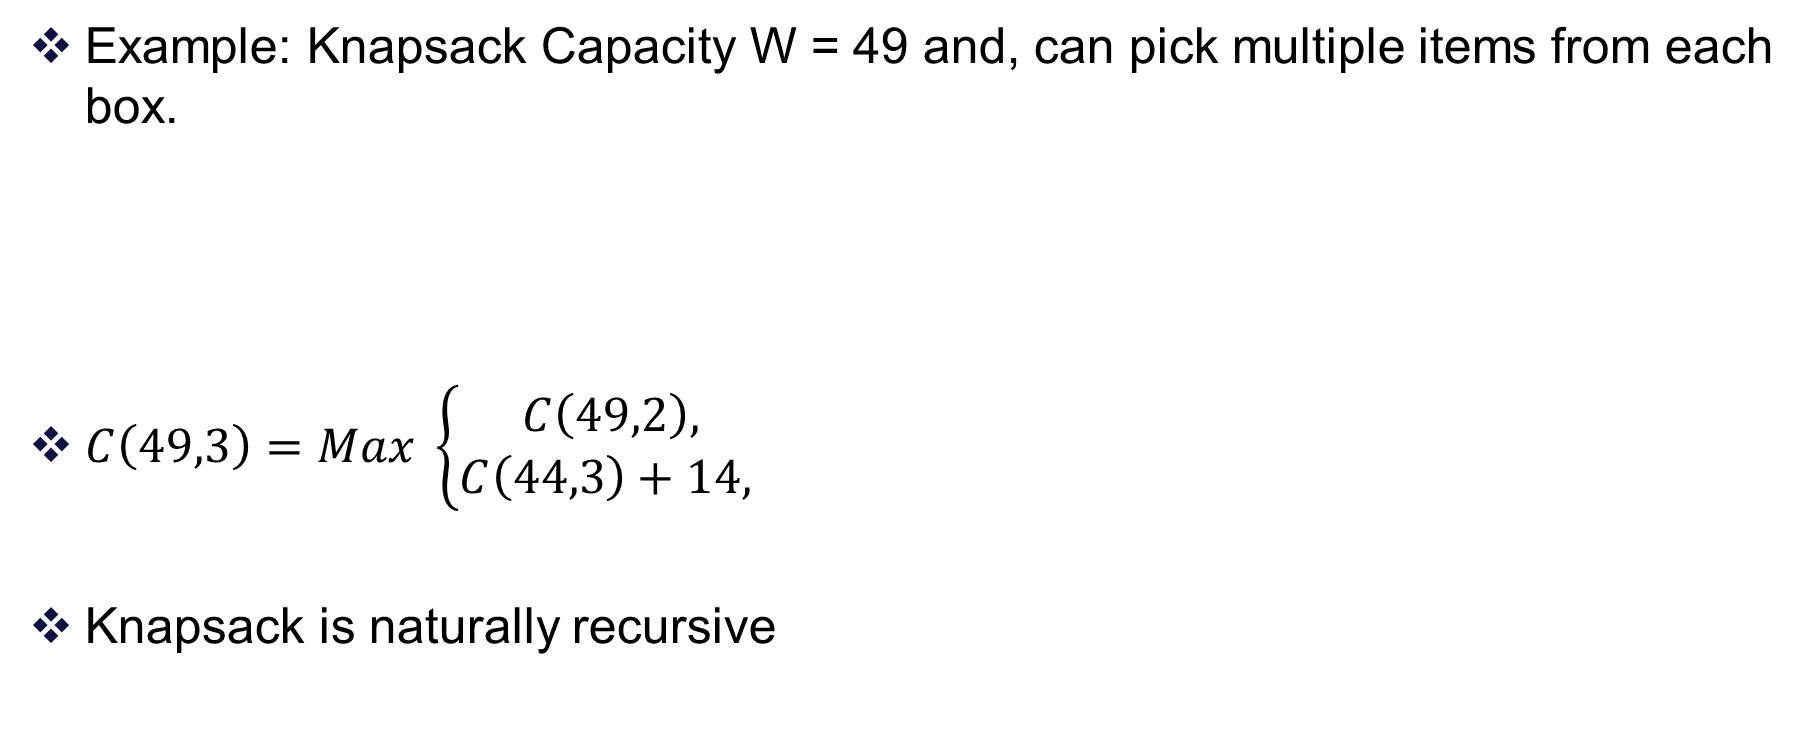 ❖ Example: Knapsack Capacity W = 49 and, can pick multiple items from each
box.
❖ C(49,3) = Max { C(49,2),
C(44,3) + 14,
❖ Knapsack is naturally recursive